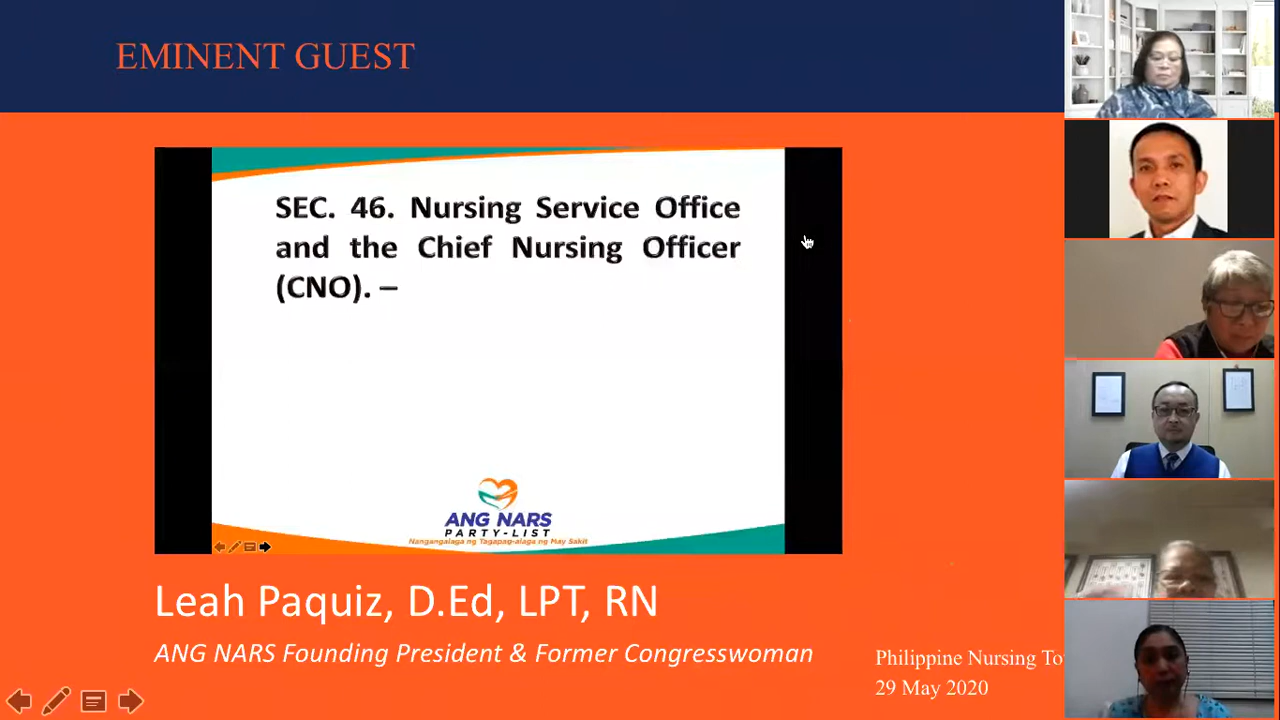 EMINENT GUEST
SEC. 46. Nursing Service Office
and the Chief Nursing Officer
(CNO). –
ANG NARS
PARTY-LIST
Nangangalaga ng Tagapag-alaga ng May Sakit
Leah Paquiz, D.Ed, LPT, RN
ANG NARS Founding President & Former Congresswoman
Philippine Nursing To
29 May 2020